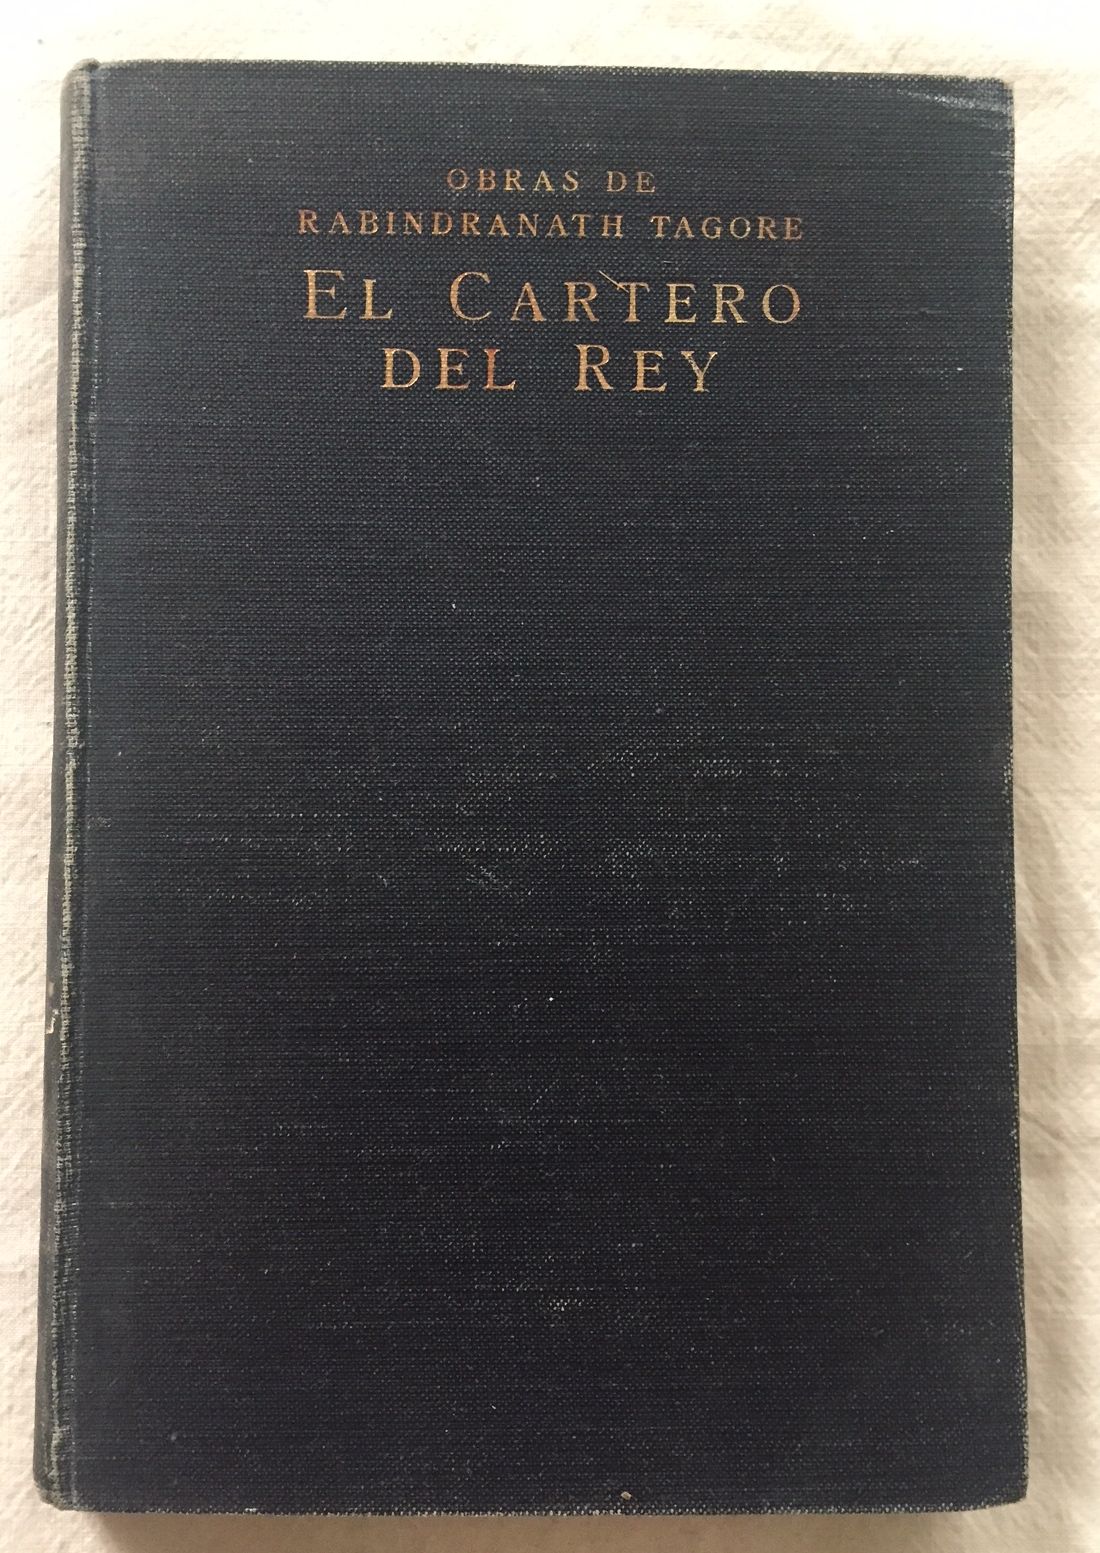 OBRAS DE
RABINDRANATH TAGORE
EL CARTERO
DEL REY